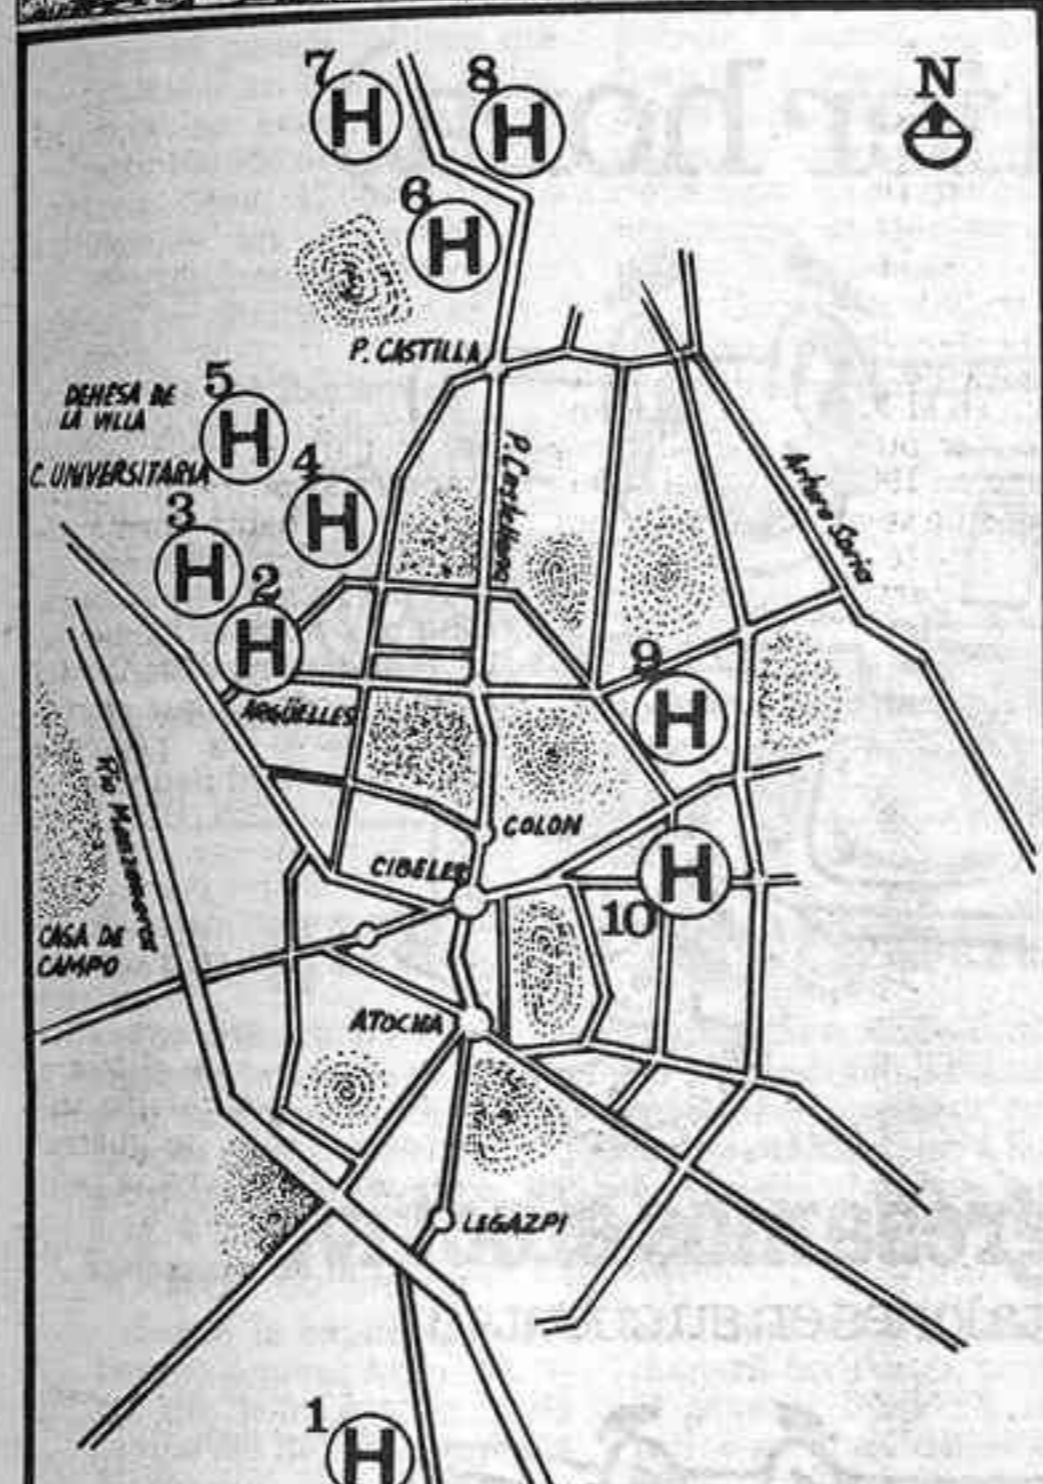 7
H
8
H
N
6
H
P. CASTILLA
DEHESA DE
LA VILLA
5
H
C. UNIVERSITARIA
4
H
P. Castellana
Arturo Soria
3
H
2
H
ARGÜELLES
9
H
Río Manzanares
COLON
CIBELES
H
10
CASA DE
CAMPO
ATOCHA
LEGAZPI
1
H